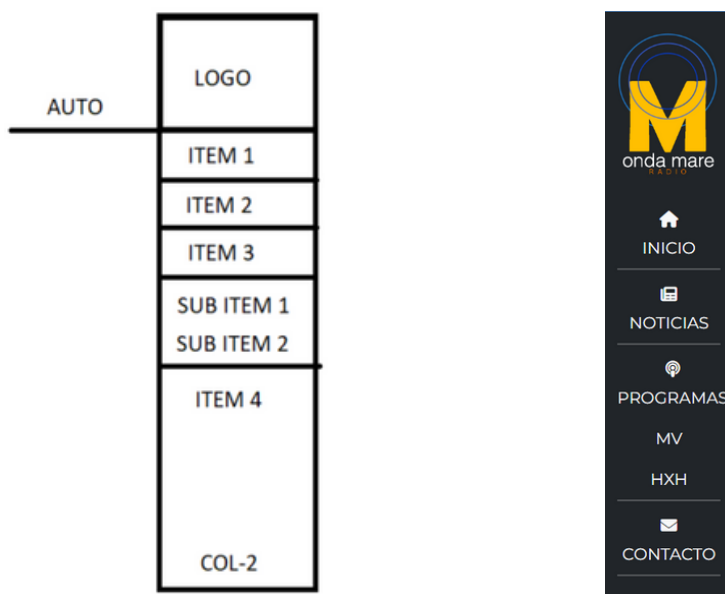 LOGO
AUTO
ITEM 1
ITEM 2
ITEM 3
SUB ITEM 1
SUB ITEM 2
ITEM 4
COL-2
M
onda mare
RADIO
INICIO
NOTICIAS
PROGRAMAS
MV
HXH
CONTACTO